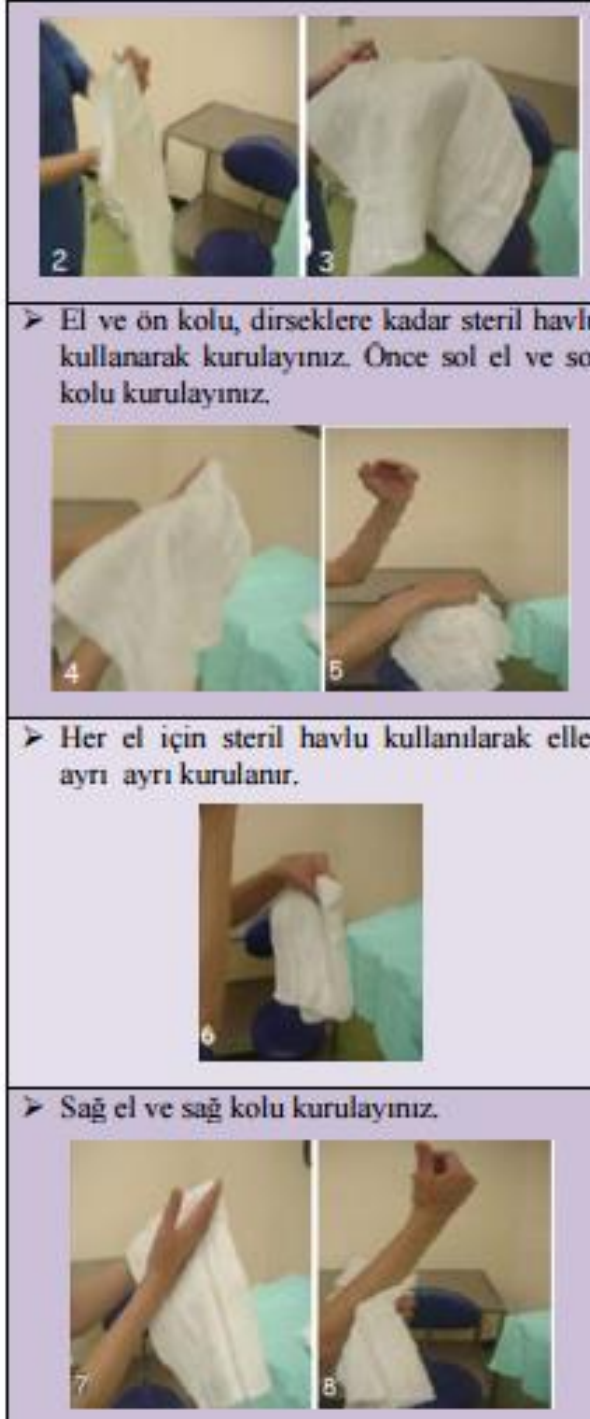 2
3
➢ El ve ön kolu, dirseklere kadar steril havlu
kullanarak kurulayınız. Önce sol el ve so
kolu kurulayınız.
4
5
➢ Her el için steril havlu kullanılarak elle
ayrı ayrı kurulanır.
6
➢ Sağ el ve sağ kolu kurulayınız.
7
8